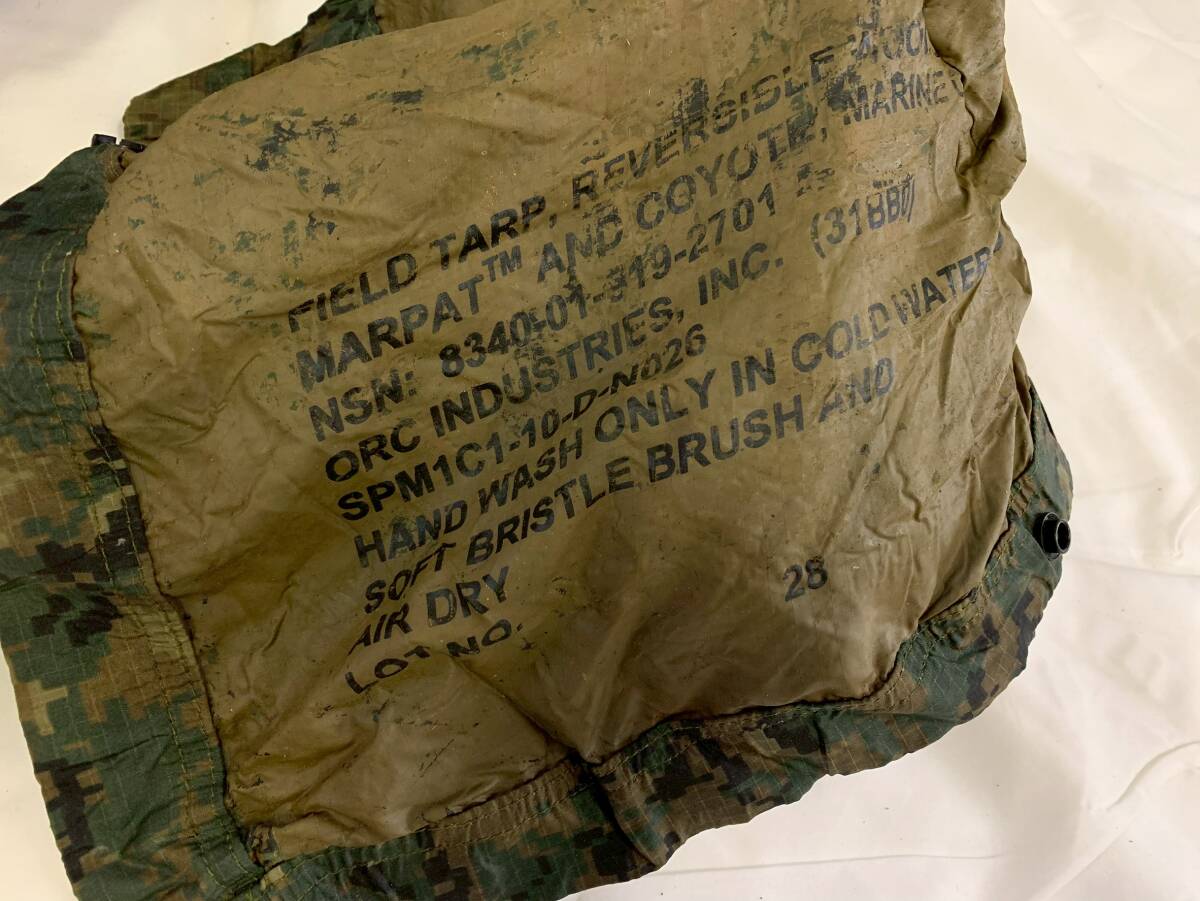 FIELD TARP, REVERSIBLE
MARPAT™ AND COYOTE, MARINE
NSN: 8340-01-519-2701
ORC INDUSTRIES, INC. (31BB0)
SPM1C1-10-D-N026
HAND WASH ONLY IN COLD WATER
SOFT BRISTLE BRUSH AND
AIR DRY
LOT NO. 28